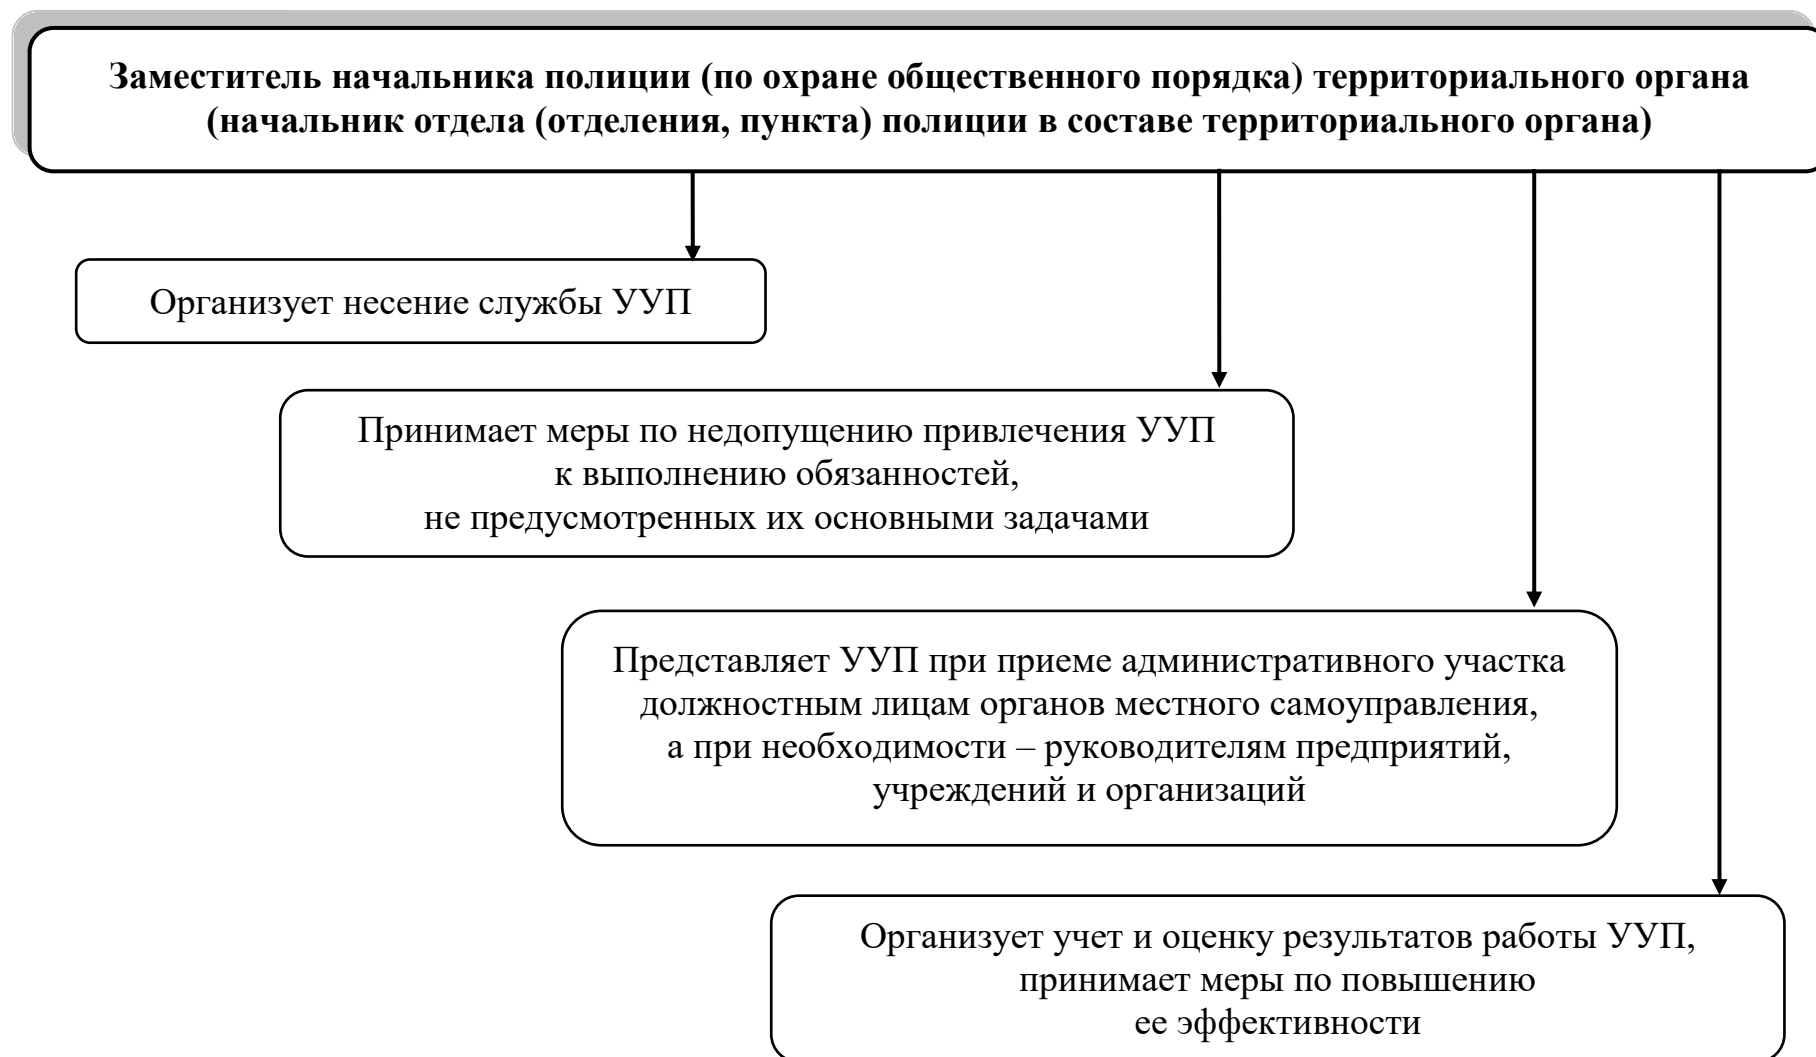 Заместитель начальника полиции (по охране общественного порядка) территориального органа
(начальник отдела (отделения, пункта) полиции в составе территориального органа)
Организует несение службы УУП
Принимает меры по недопущению привлечения УУП
к выполнению обязанностей,
не предусмотренных их основными задачами
Представляет УУП при приеме административного участка
должностным лицам органов местного самоуправления,
а при необходимости – руководителям предприятий,
учреждений и организаций
Организует учет и оценку результатов работы УУП,
принимает меры по повышению
ее эффективности